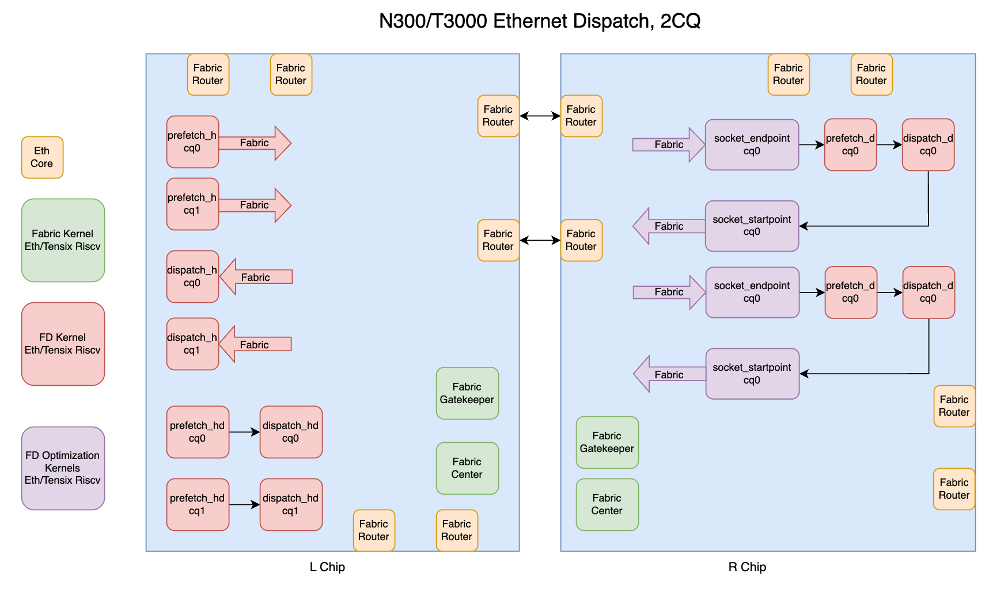 N300/T3000 Ethernet Dispatch, 2CQ
Eth
Core
Fabric Kernel
Eth/Tensix Riscv
FD Kernel
Eth/Tensix Riscv
FD Optimization
Kernels
Eth/Tensix Riscv
Fabric
Router
Fabric
Router
Fabric
Router
prefetch_h
cq0
Fabric
prefetch_h
cq1
Fabric
Fabric
Router
dispatch_h
cq0
Fabric
dispatch_h
cq1
Fabric
Fabric
Gatekeeper
prefetch_hd
cq0
dispatch_hd
cq0
Fabric
Center
prefetch_hd
cq1
dispatch_hd
cq1
Fabric
Router
Fabric
Router
L Chip
Fabric
Router
Fabric
Router
Fabric
Router
Fabric
socket_endpoint
cq0
prefetch_d
cq0
dispatch_d
cq0
Fabric
socket_startpoint
cq0
Fabric
Router
Fabric
socket_endpoint
cq0
prefetch_d
cq0
dispatch_d
cq0
Fabric
socket_startpoint
cq0
Fabric
Router
Fabric
Gatekeeper
Fabric
Center
Fabric
Router
R Chip